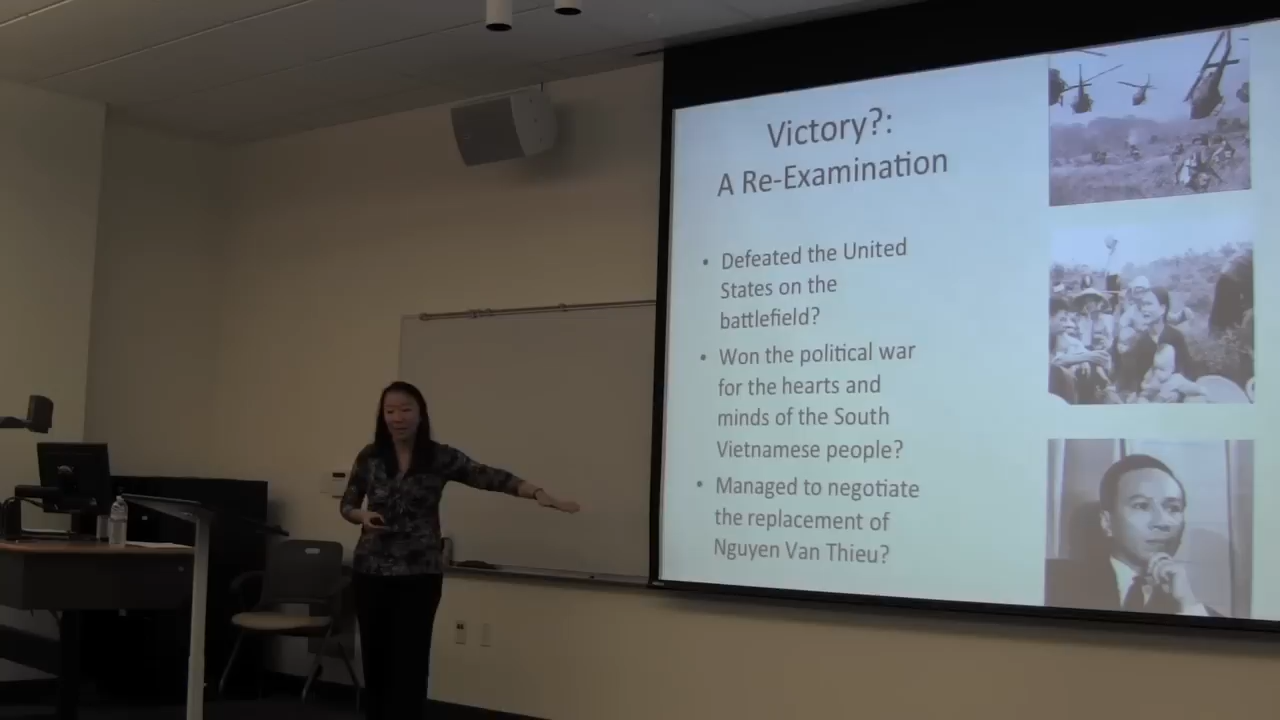 Victory?:
A Re-Examination
• Defeated the United
States on the
battlefield?
• Won the political war
for the hearts and
minds of the South
Vietnamese people?
• Managed to negotiate
the replacement of
Nguyen Van Thieu?